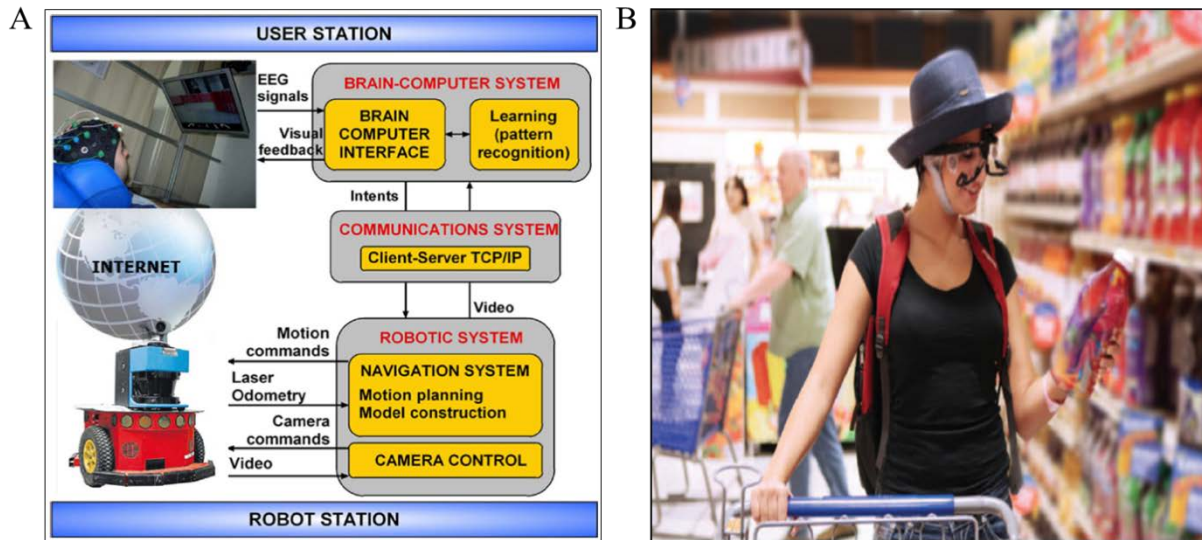 A
USER STATION
EEG
signals
Visual
feedback
BRAIN-COMPUTER SYSTEM
BRAIN
COMPUTER
INTERFACE
Learning
(pattern
recognition)
Intents
COMMUNICATIONS SYSTEM
Client-Server TCP/IP
INTERNET
Video
Motion
commands
Laser
Odometry
Camera
commands
Video
ROBOTIC SYSTEM
NAVIGATION SYSTEM
Motion planning
Model construction
CAMERA CONTROL
ROBOT STATION
B